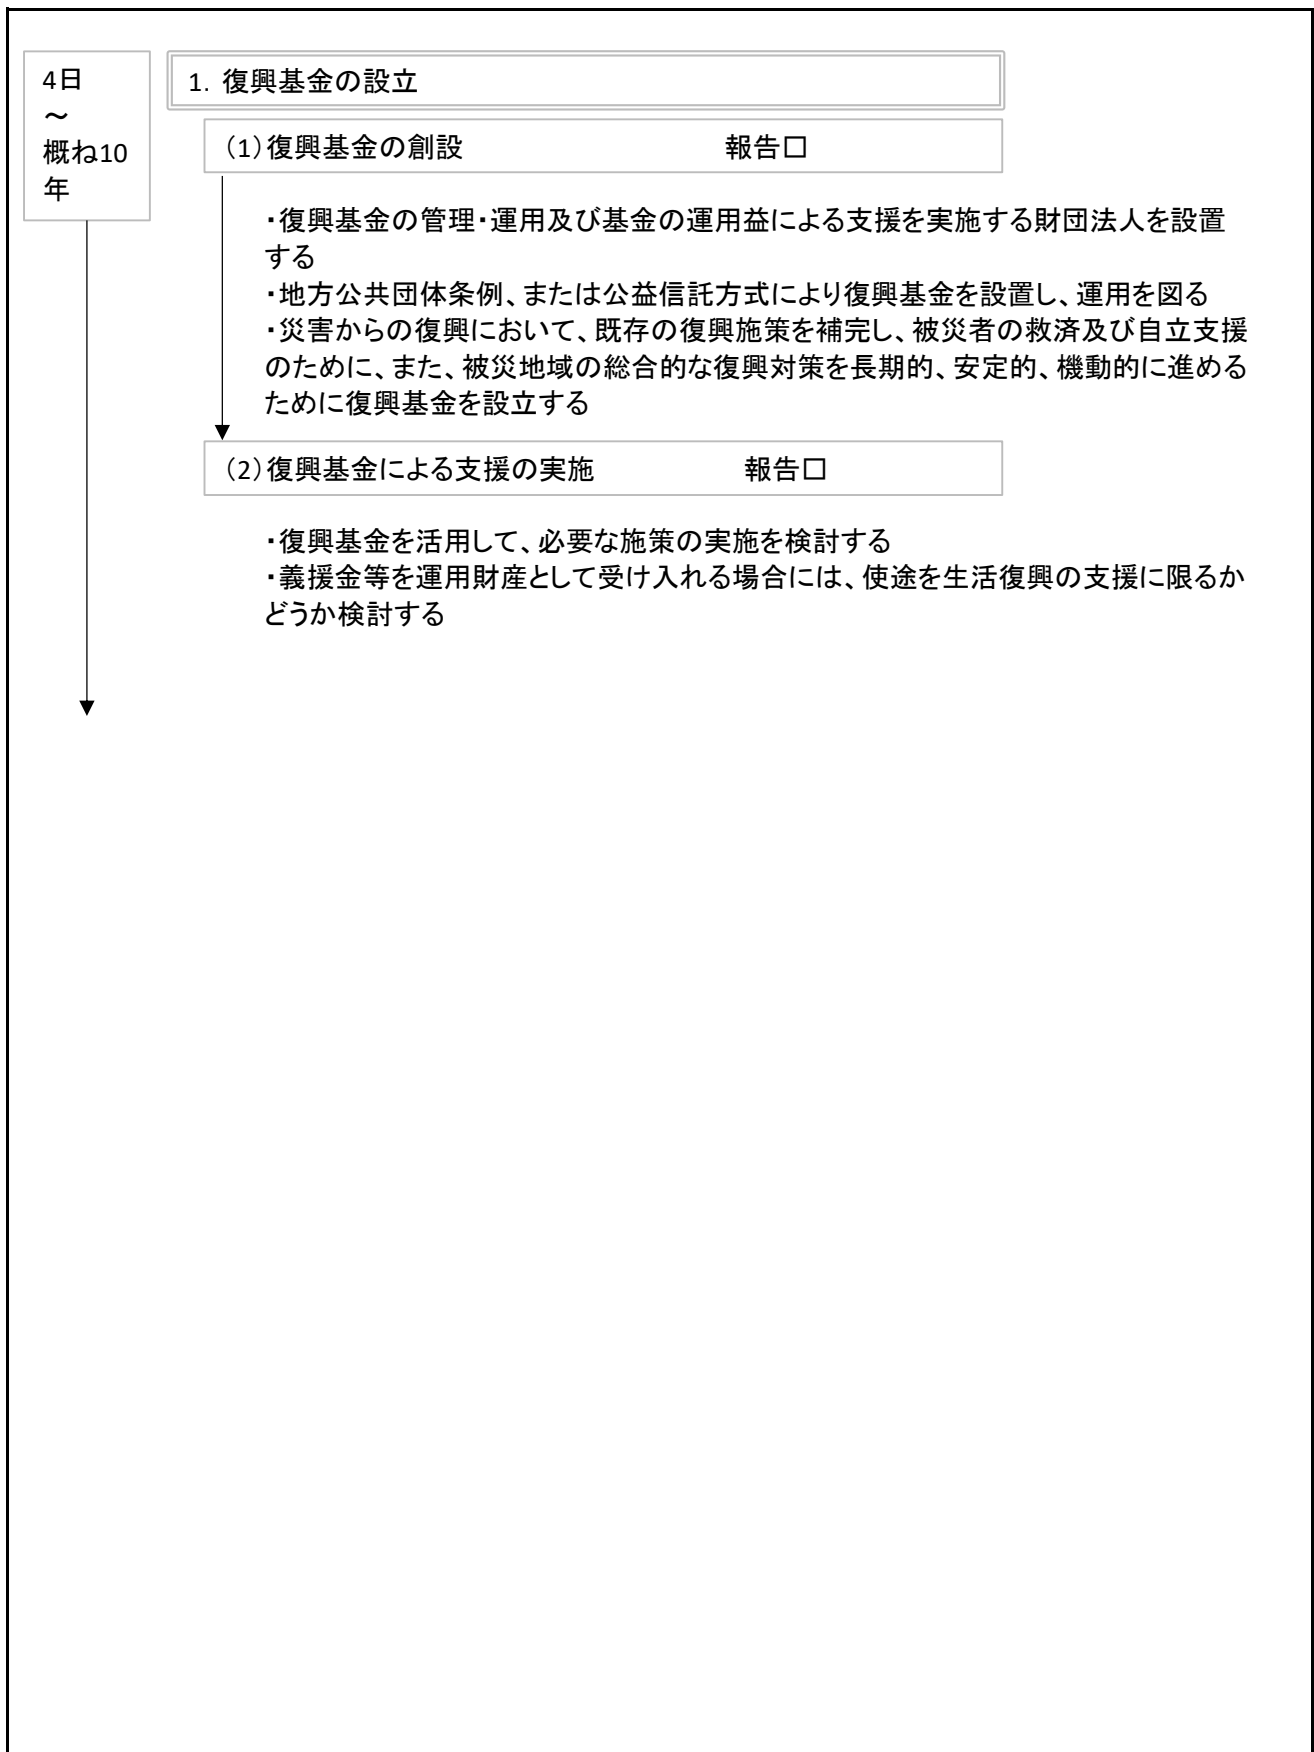 4日
～
概ね10
年
1. 復興基金の設立
(1)復興基金の創設 報告□
・復興基金の管理・運用及び基金の運用益による支援を実施する財団法人を設置
する
・地方公共団体条例、または公益信託方式により復興基金を設置し、運用を図る
・災害からの復興において、既存の復興施策を補完し、被災者の救済及び自立支援
のために、また、被災地域の総合的な復興対策を長期的、安定的、機動的に進める
ために復興基金を設立する
(2)復興基金による支援の実施 報告□
・復興基金を活用して、必要な施策の実施を検討する
・義援金等を運用財産として受け入れる場合には、使途を生活復興の支援に限るか
どうか検討する